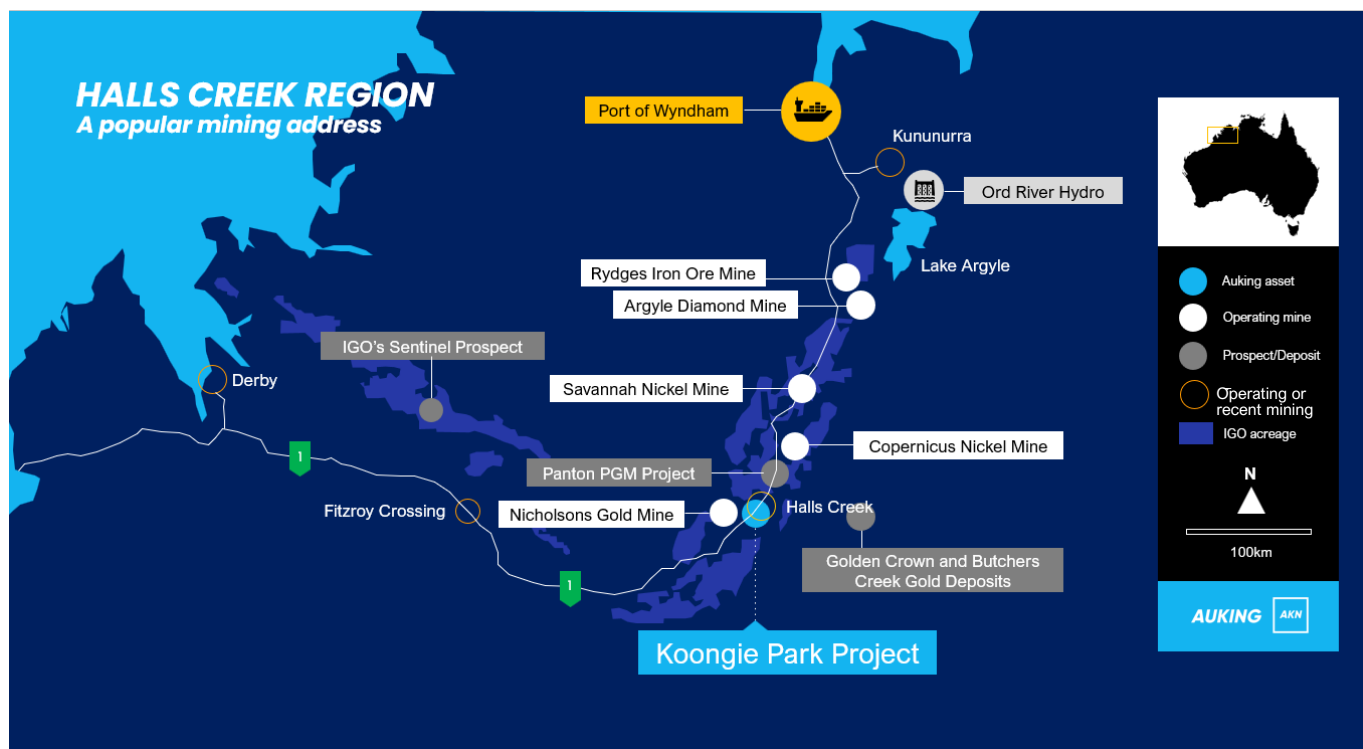 HALLS CREEK REGION
A popular mining address
Port of Wyndham
Kununurra
Ord River Hydro
Lake Argyle
Rydges Iron Ore Mine
Argyle Diamond Mine
IGO's Sentinel Prospect
Derby
Savannah Nickel Mine
Copernicus Nickel Mine
1
Panton PGM Project
Fitzroy Crossing
Nicholsons Gold Mine
Halls Creek
Golden Crown and Butchers
Creek Gold Deposits
1
Koongie Park Project
Auking asset
Operating mine
Prospect/Deposit
Operating or
recent mining
IGO acreage
N
100km
AUKING
AKN